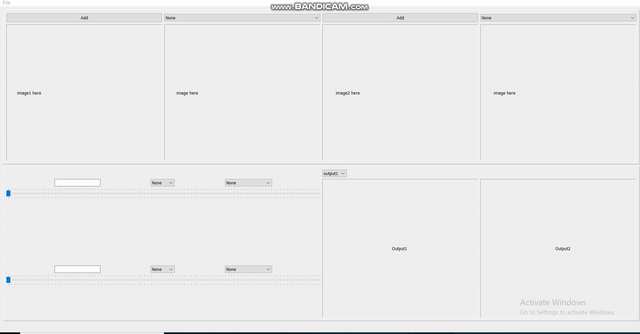 File
www.BANDICAM.com
Add
None
Add
None
image1 here
image here
image2 here
image here
output1
None
None
Output1
Output2
None
None
Activate Windows
Go to Settings to activate Windows.